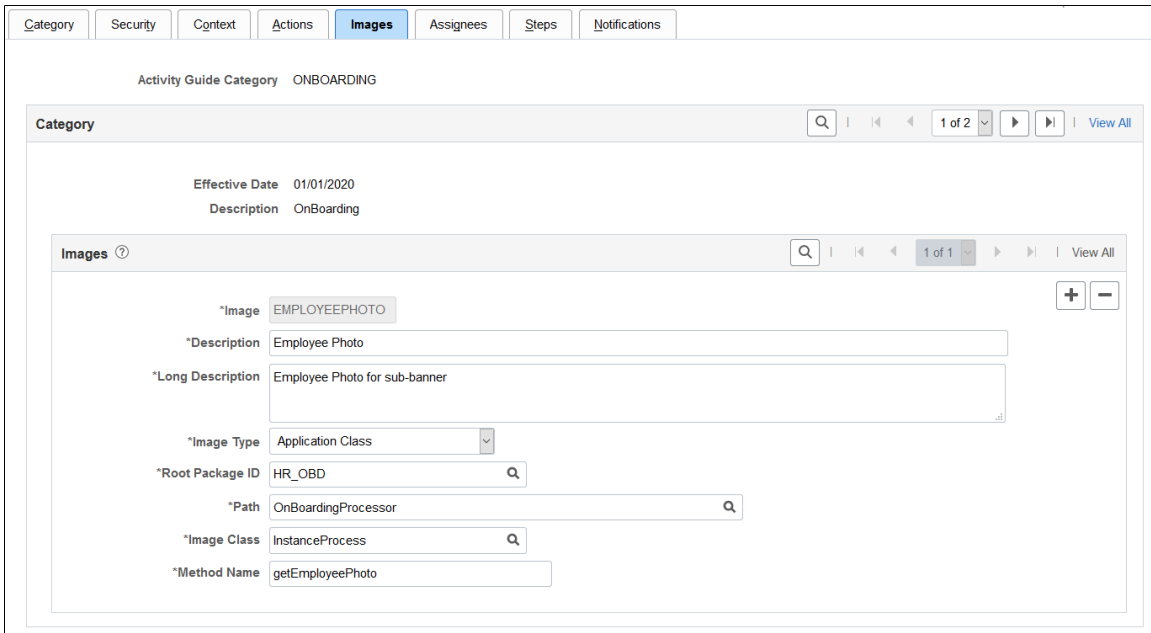 Category Security Context Actions Images Assignees Steps Notifications
Activity Guide Category ONBOARDING
Category 1 of 2 View All
Effective Date 01/01/2020
Description OnBoarding
Images ? 1 of 1 View All
*Image EMPLOYEEPHOTO
*Description Employee Photo
*Long Description Employee Photo for sub-banner
*Image Type Application Class
*Root Package ID HR_OBD
*Path OnBoardingProcessor
*Image Class InstanceProcess
*Method Name getEmployeePhoto